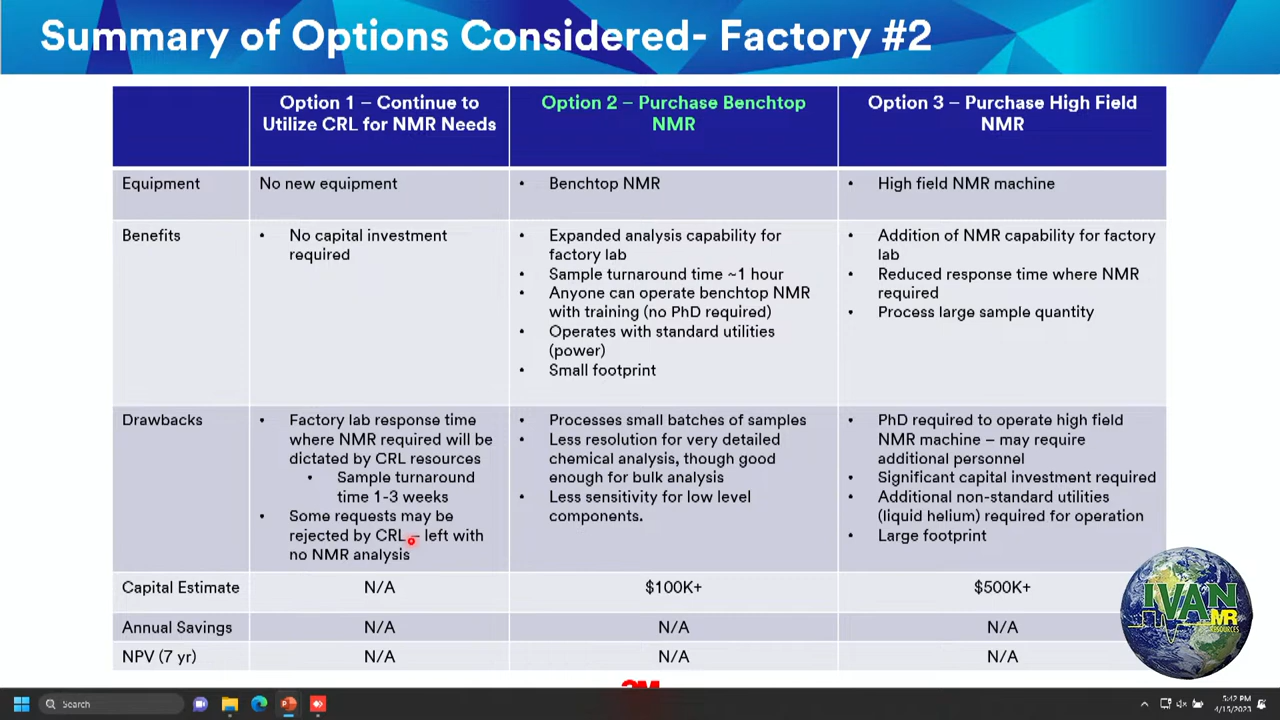 Summary of Options Considered- Factory #2
Option 1 – Continue to
Utilize CRL for NMR Needs
Option 2 – Purchase Benchtop
NMR
Option 3 – Purchase High Field
NMR
Equipment
No new equipment
• Benchtop NMR
• High field NMR machine
Benefits
• No capital investment
required
• Expanded analysis capability for
factory lab
• Sample turnaround time ~1 hour
• Anyone can operate benchtop NMR
with training (no PhD required)
• Operates with standard utilities
(power)
• Small footprint
• Addition of NMR capability for factory
lab
• Reduced response time where NMR
required
• Process large sample quantity
Drawbacks
• Factory lab response time
where NMR required will be
dictated by CRL resources
• Sample turnaround
time 1-3 weeks
• Some requests may be
rejected by CRL – left with
no NMR analysis
• Processes small batches of samples
• Less resolution for very detailed
chemical analysis, though good
enough for bulk analysis
• Less sensitivity for low level
components.
• PhD required to operate high field
NMR machine – may require
additional personnel
• Significant capital investment required
• Additional non-standard utilities
(liquid helium) required for operation
• Large footprint
Capital Estimate
N/A
$100K+
$500K+
Annual Savings
N/A
N/A
N/A
NPV (7 yr)
N/A
N/A
N/A
3M
IVAN
MR
RESOURCES
Search
5:42 PM
4/15/2023